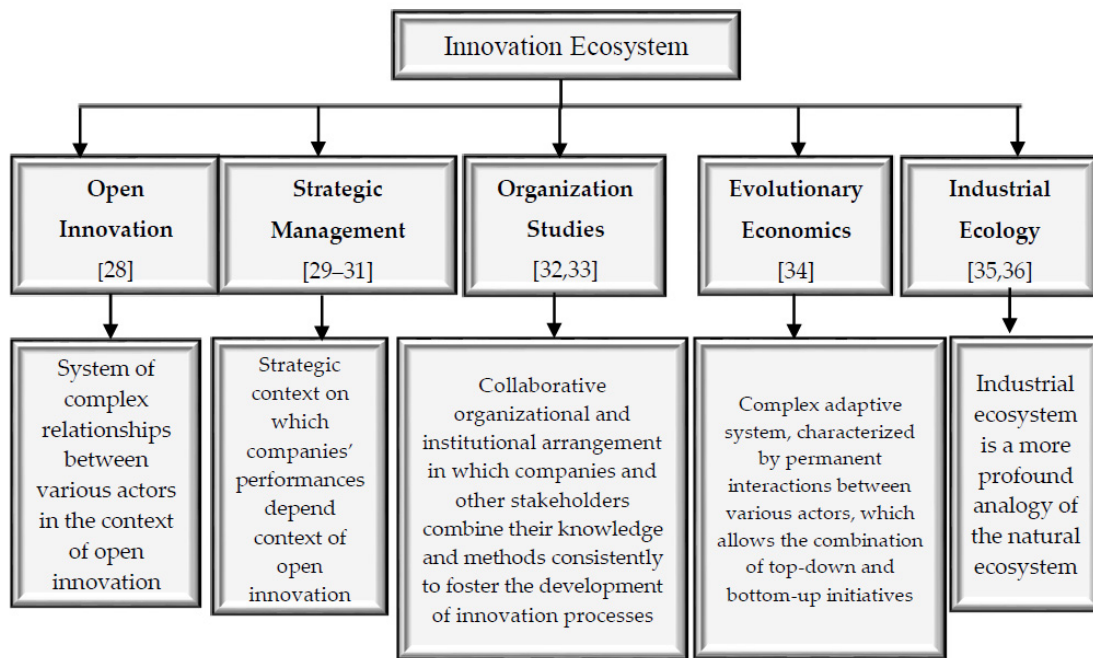 Innovation Ecosystem
Open
Innovation
[28]
Strategic
Management
[29–31]
Organization
Studies
[32,33]
Evolutionary
Economics
[34]
Industrial
Ecology
[35,36]
System of
complex
relationships
between
various actors
in the context
of open
innovation
Strategic
context on
which
companies’
performances
depend
context of
open
innovation
Collaborative
organizational and
institutional arrangement
in which companies and
other stakeholders
combine their knowledge
and methods consistently
to foster the development
of innovation processes
Complex adaptive
system, characterized
by permanent
interactions between
various actors, which
allows the combination
of top-down and
bottom-up initiatives
Industrial
ecosystem
is a more
profound
analogy of
the natural
ecosystem